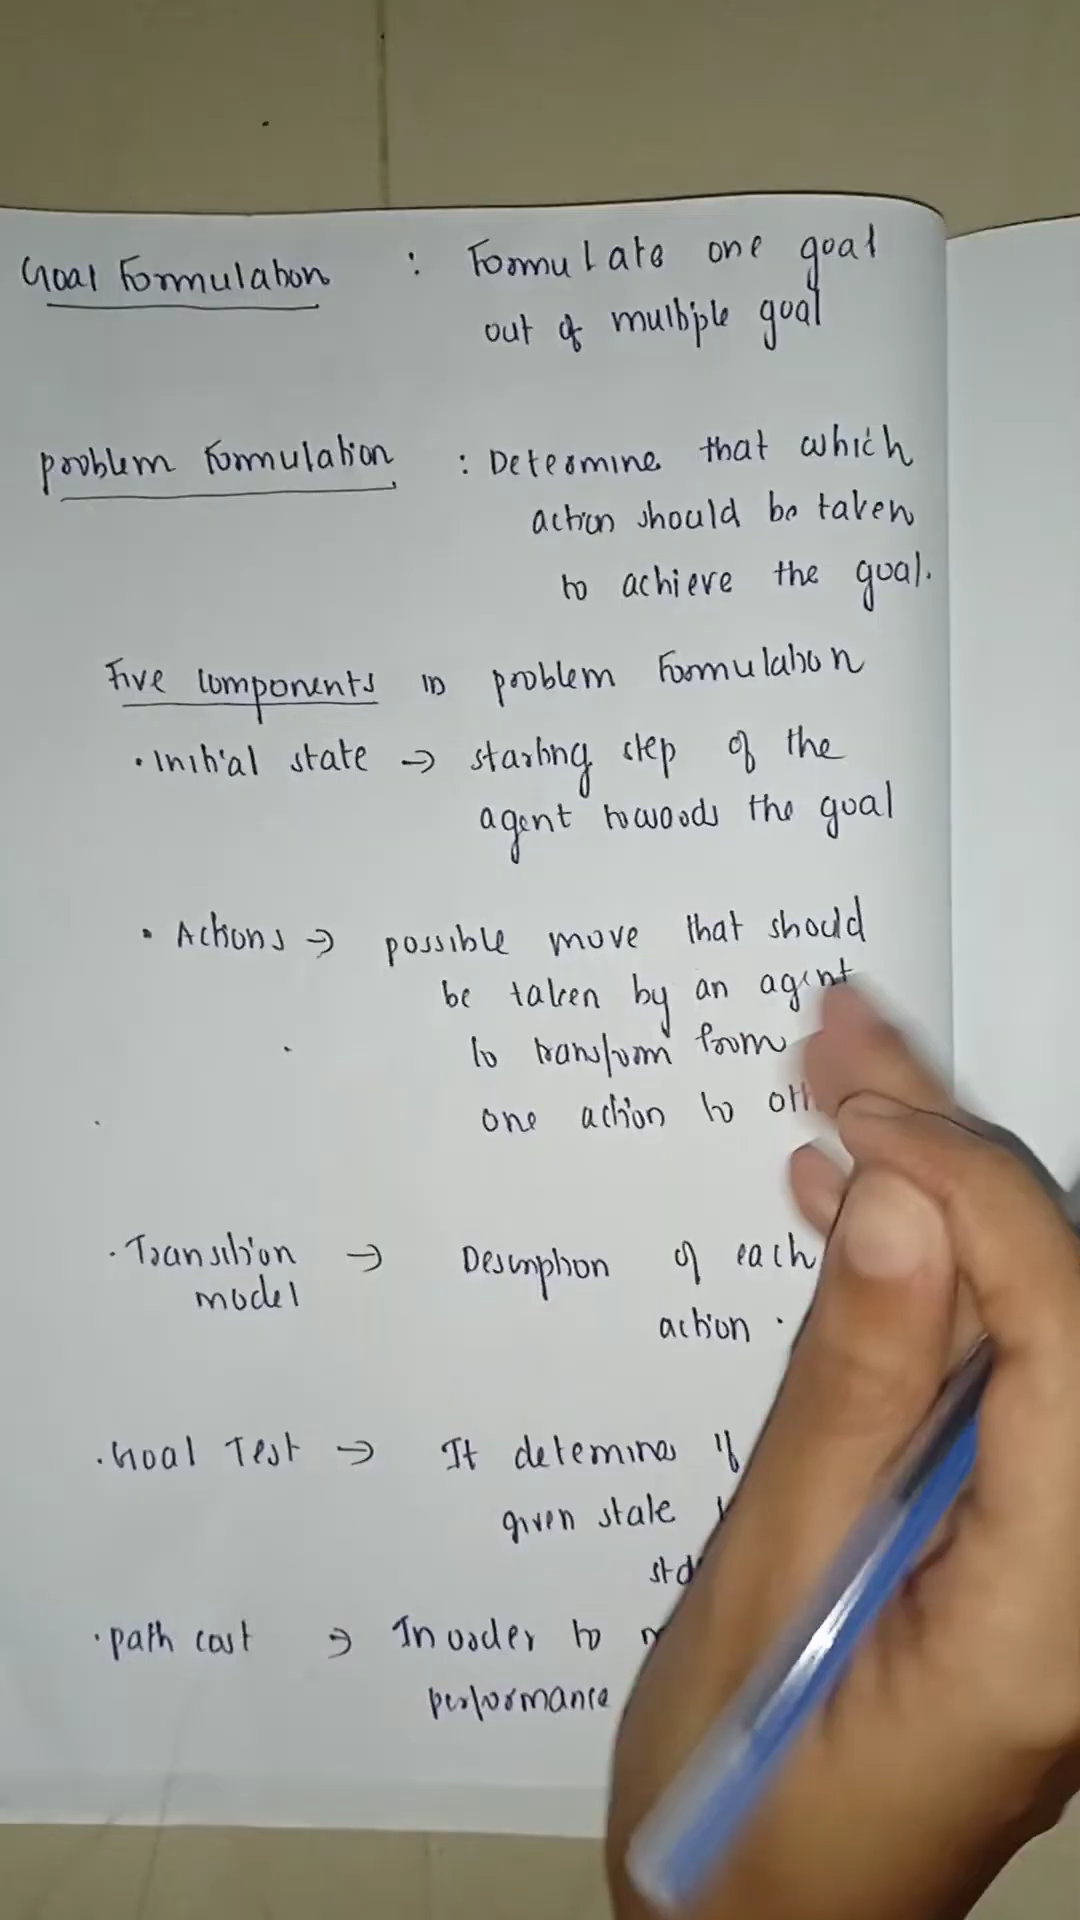 Goal Formulation : Formulate one goal
out of multiple goal
problem Formulation : Determine that which
action should be taken
to achieve the goal.
Five components in problem Formulation
· Initial state → starting step of the
agent towards the goal
· Actions → possible move that should
be taken by an agent
to transform from
one action to
· Transition → Description of each
model
action ·
· Goal Test → It determines if
given state
· path cost → In order to
performance